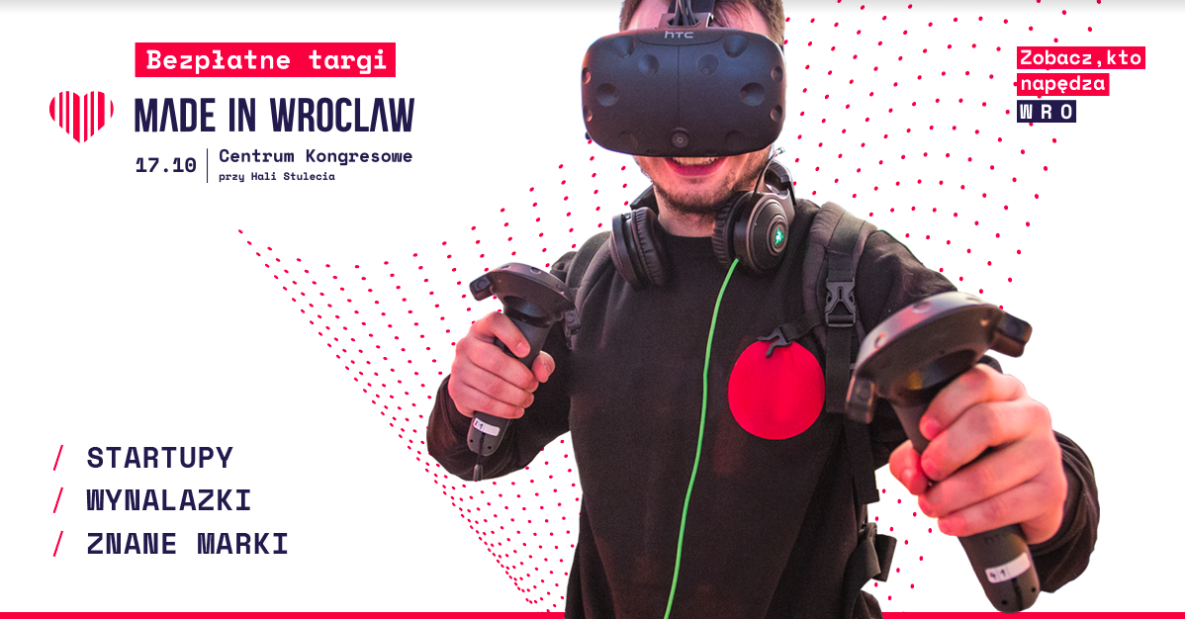 Bezpłatne targi
MADE IN WROCLAW
17.10
Centrum Kongresowe
przy Hali Stulecia
Zobacz,kto
napędza
WRO
hTC
/ STARTUPY
/ WYNALAZKI
/ ZNANE MARKI